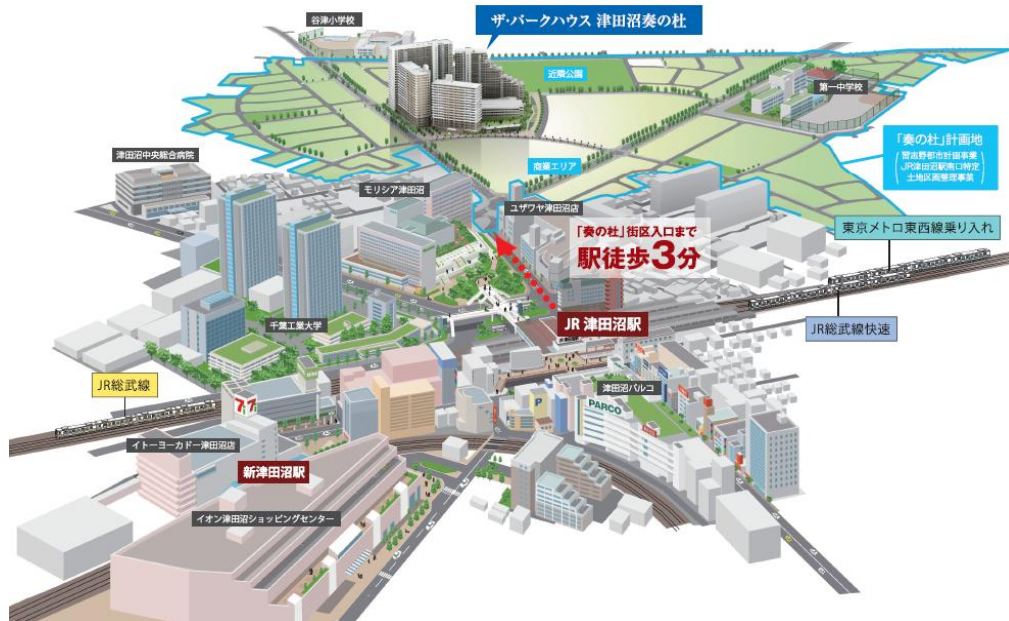 谷津小学校
ザ・パークハウス 津田沼奏の杜
近隣公園
第一中学校
「奏の杜」計画地
習志野都市計画事業
JR津田沼駅南口特定
土地区画整理事業
津田沼中央総合病院
商業エリア
モリシア津田沼
ユザワヤ津田沼店
「奏の杜」街区入口まで
駅徒歩3分
東京メトロ東西線乗り入れ
JR 津田沼駅
JR総武線快速
千葉工業大学
JR総武線
津田沼パルコ
PARCO
P
7
7
イトーヨーカドー津田沼店
新津田沼駅
イオン津田沼ショッピングセンター